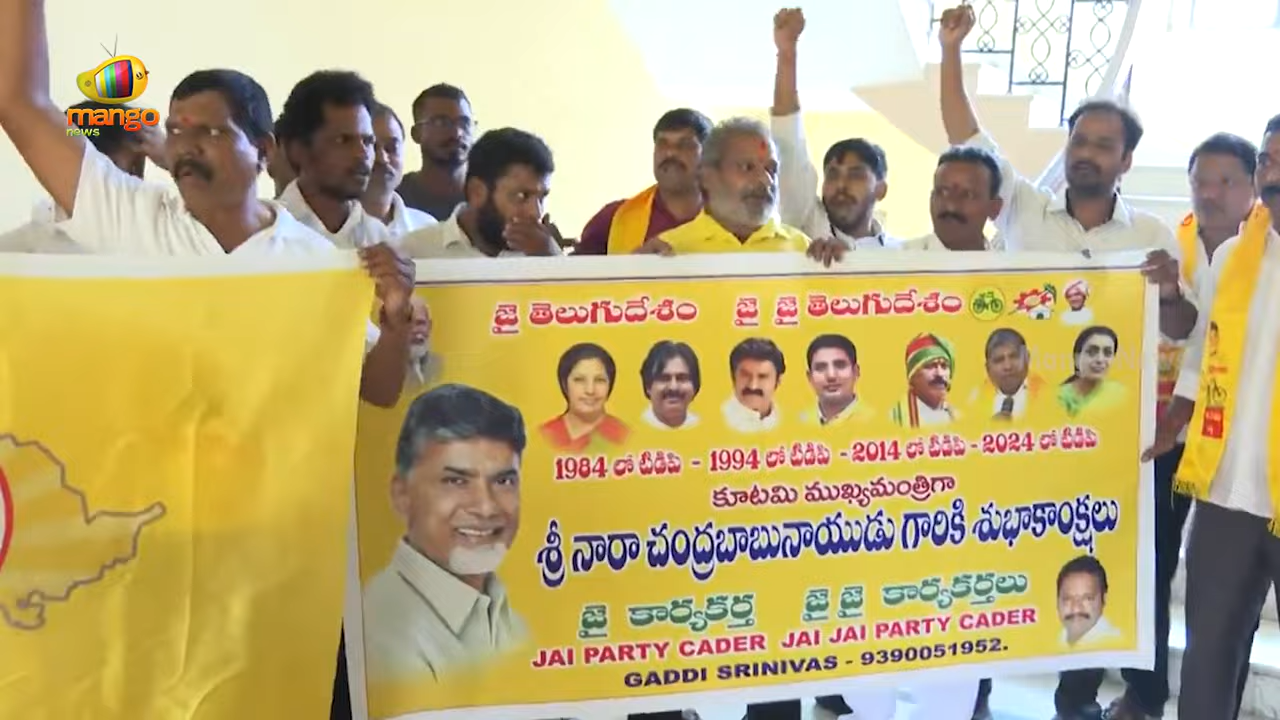 mango
news
జై తెలుగుదేశం జై జై తెలుగుదేశం
1984 లో టీడిపి - 1994 లో టీడిపి - 2014 లో టీడిపి - 2024 లో టీడిపి
కూటమి ముఖ్యమంత్రిగా
శ్రీ నారా చంద్రబాబునాయుడు గారికి శుభాకాంక్షలు
జై కార్యకర్త జై జై కార్యకర్తలు
JAI PARTY CADER JAI JAI PARTY CADER
GADDI SRINIVAS - 9390051952.